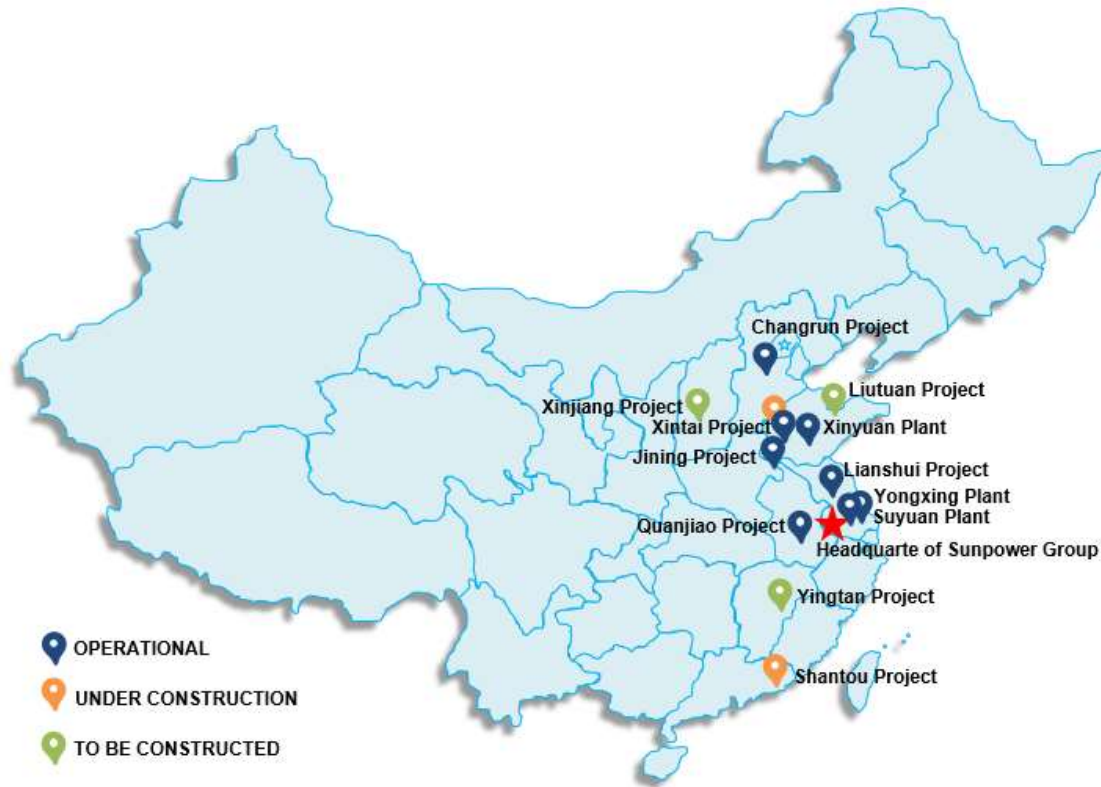 Changrun Project
Liutuan Project
Xinjiang Project
Xintai Project
Xinyuan Plant
Jining Project
Lianshui Project
Yongxing Plant
Suyuan Plant
Quanjiao Project
Headquarte of Sunpower Group
Yingtan Project
Shantou Project
OPERATIONAL
UNDER CONSTRUCTION
TO BE CONSTRUCTED